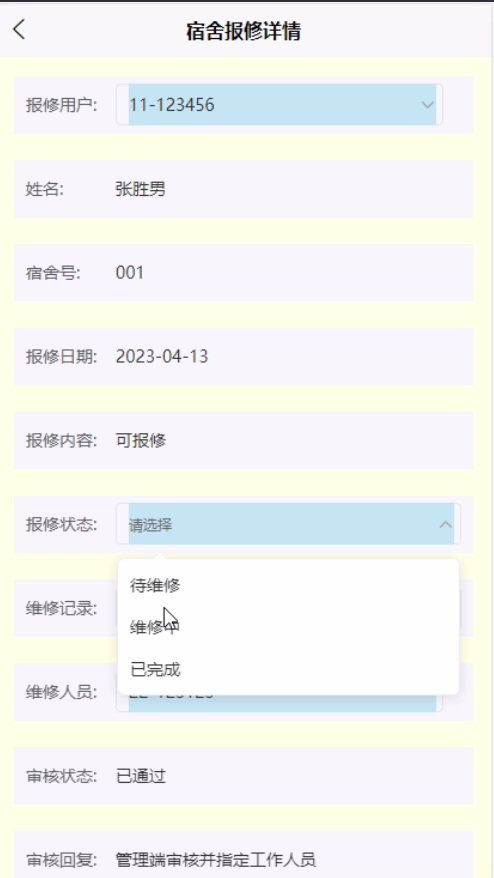 宿舍报修详情
报修用户: 11-123456
姓名: 张胜男
宿舍号: 001
报修日期: 2023-04-13
报修内容: 可报修
报修状态: 请选择
待维修
维修记录:
维修中
已完成
维修人员:
审核状态: 已通过
审核回复: 管理端审核并指定工作人员